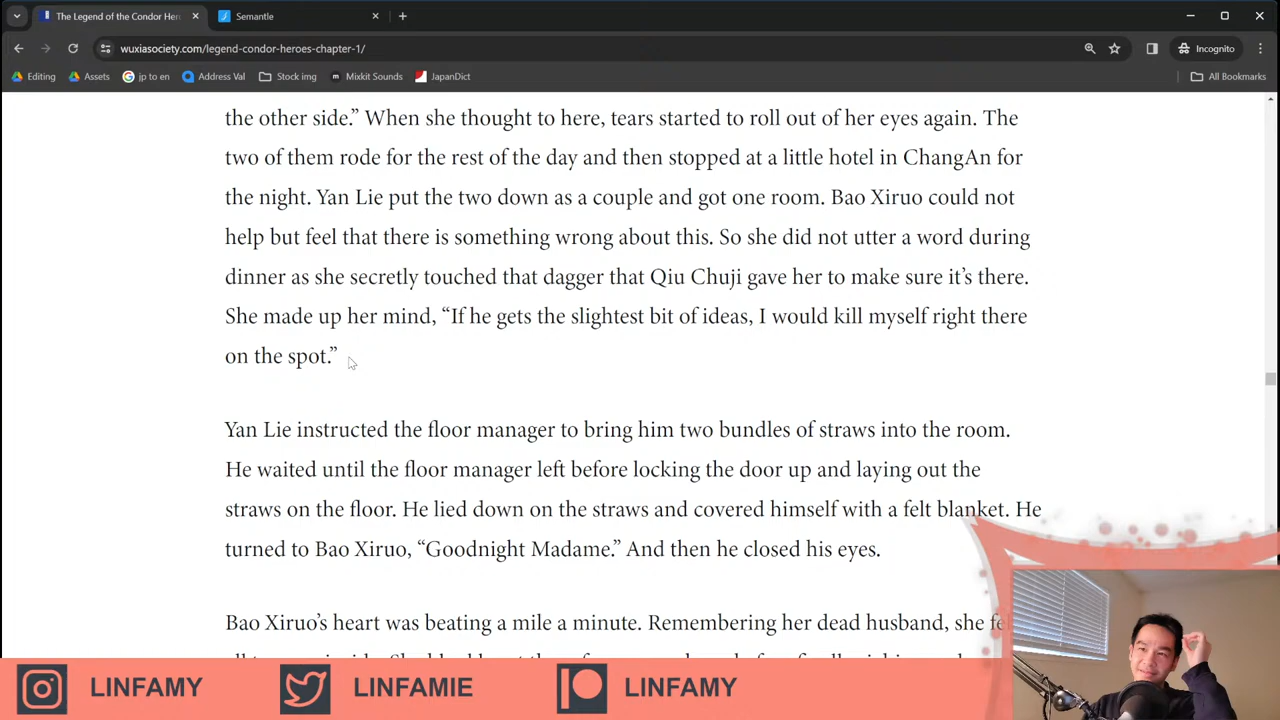 The Legend of the Condor Her
Semantle
wuxiasociety.com/legend-condor-heroes-chapter-1/
Incognito
Editing
Assets
jp to en
Address Val
Stock img
Mixkit Sounds
JapanDict
All Bookmarks
the other side.” When she thought to here, tears started to roll out of her eyes again. The
two of them rode for the rest of the day and then stopped at a little hotel in ChangAn for
the night. Yan Lie put the two down as a couple and got one room. Bao Xiruo could not
help but feel that there is something wrong about this. So she did not utter a word during
dinner as she secretly touched that dagger that Qiu Chuji gave her to make sure it’s there.
She made up her mind, “If he gets the slightest bit of ideas, I would kill myself right there
on the spot.”
Yan Lie instructed the floor manager to bring him two bundles of straws into the room.
He waited until the floor manager left before locking the door up and laying out the
straws on the floor. He lied down on the straws and covered himself with a felt blanket. He
turned to Bao Xiruo, “Goodnight Madame.” And then he closed his eyes.
Bao Xiruo’s heart was beating a mile a minute. Remembering her dead husband, she
LINFAMY
LINFAMIE
LINFAMY